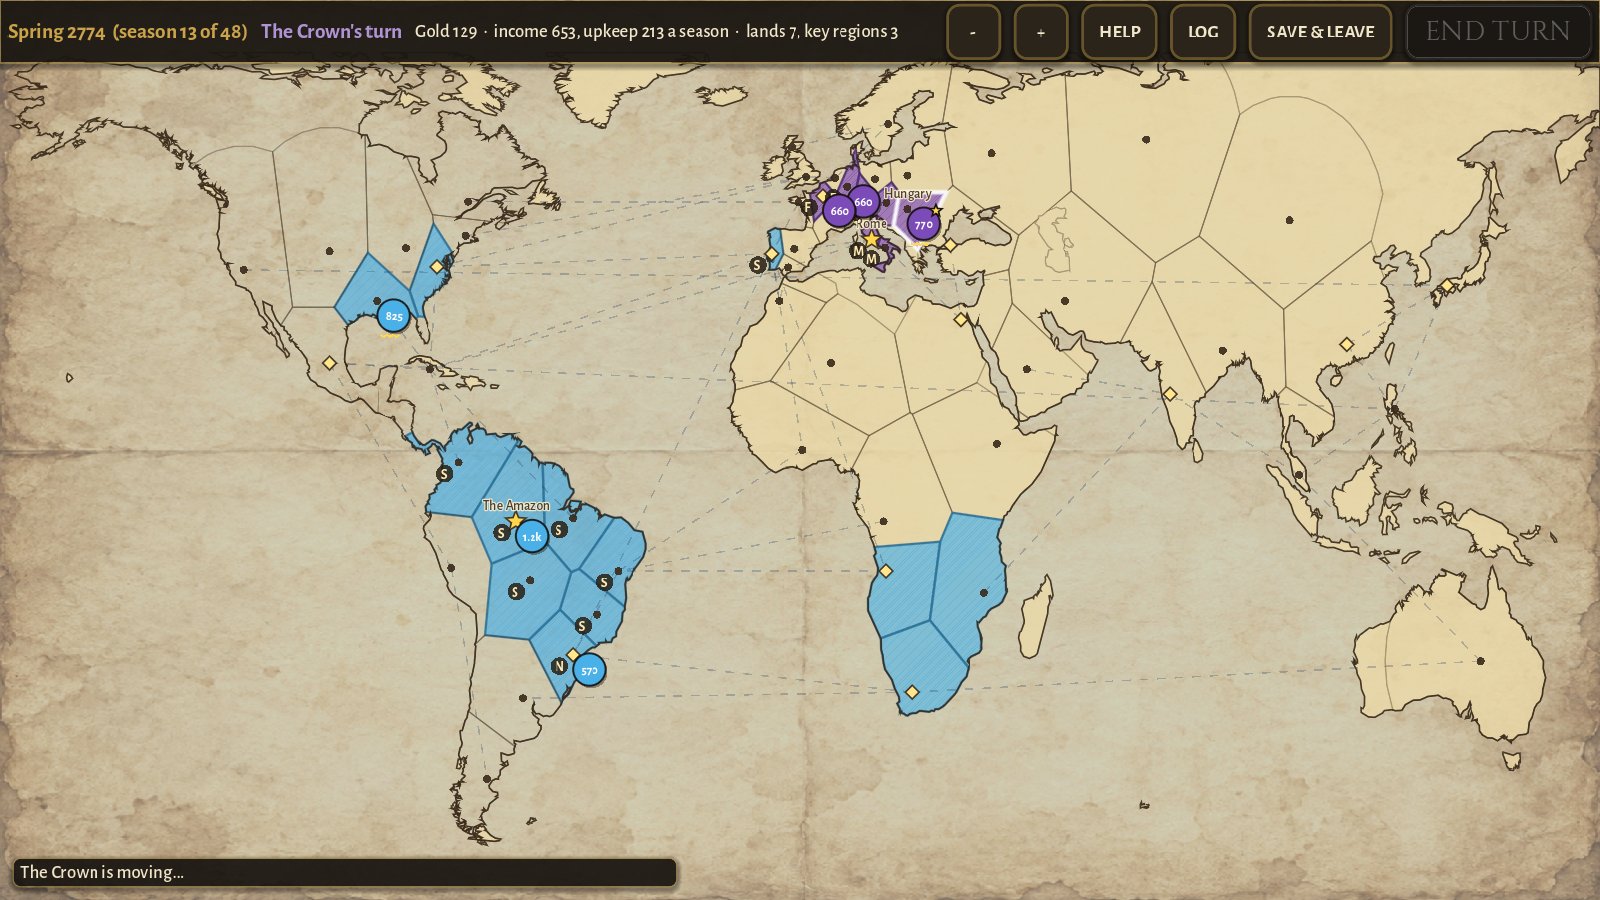 Spring 2774 (season 13 of 48) The Crown's turn Gold 129 · income 653, upkeep 213 a season · lands 7, key regions 3 - + HELP LOG SAVE & LEAVE END TURN
Hungary
F 660 660
Rome 770
S M M
825
S
The Amazon
S 1.2k S
S S
S
N 570
The Crown is moving...